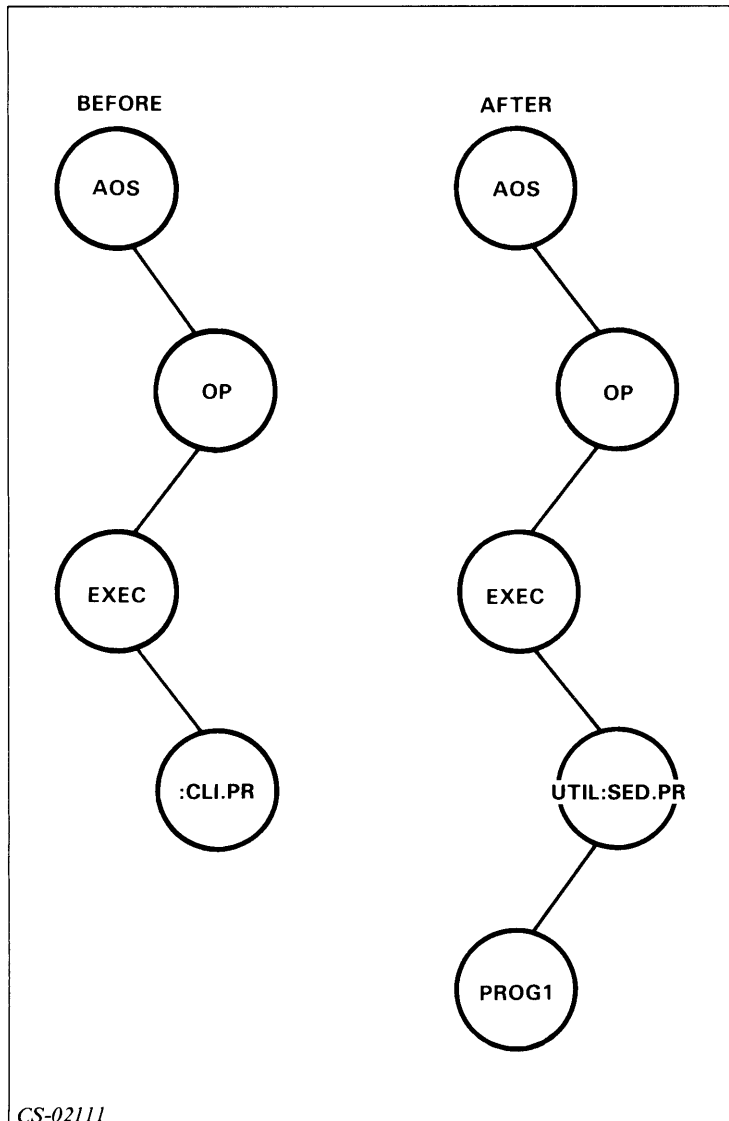 BEFORE
AOS
OP
EXEC
:CLI.PR
AFTER
AOS
OP
EXEC
UTIL:SED.PR
PROG1
CS-02111